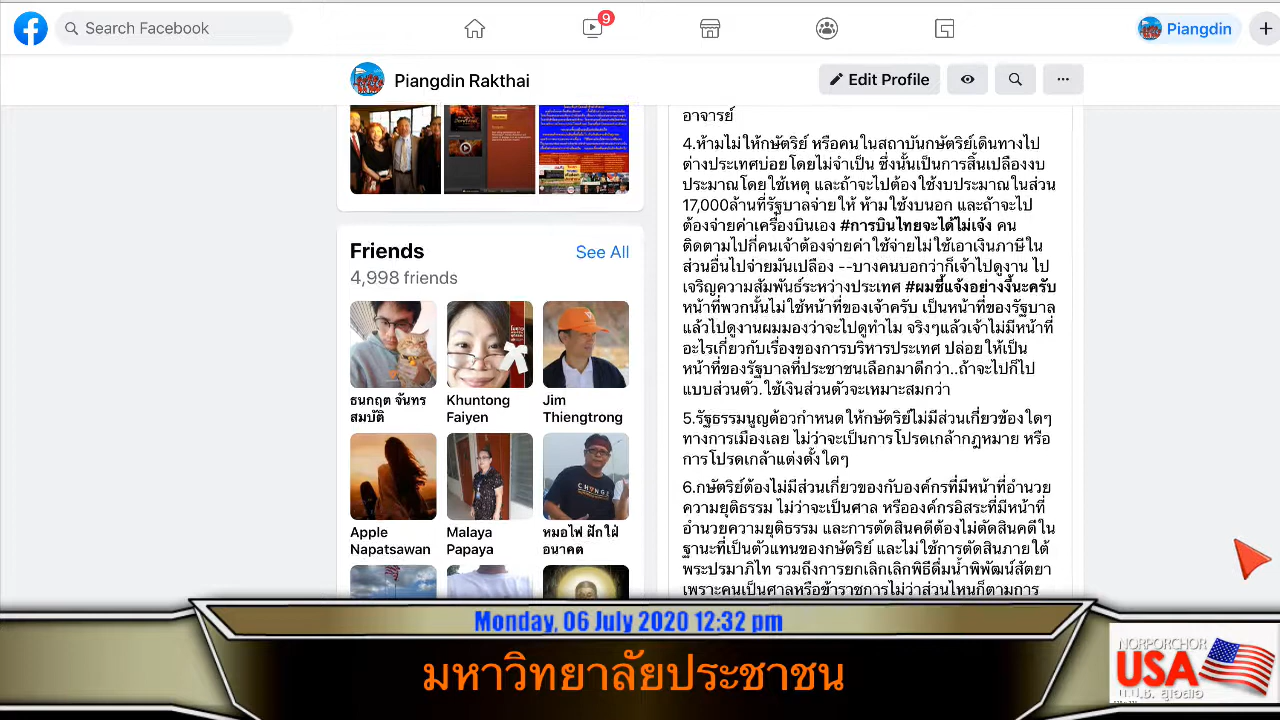 Search Facebook
9
Piangdin
Piangdin Rakthai
Edit Profile
Friends
See All
4,998 friends
ธนกฤต จันทร
สมบัติ
Khuntong
Faiyen
Jim
Thiengtrong
Apple
Napatsawan
Malaya
Papaya
หมอไฟ ฝักใฝ่
อนาคต
อาจารย์
ต่างประเทศบ่อยโดยไม่จำเป็น เพราะนั้นเป็นการสิ้นเปลืองงบ
ประมาณโดยใช้เหตุ และถ้าจะไปต้องใช้งบประมาณในส่วน
17,000ล้านที่รัฐบาลจ่ายให้ ห้ามใช้งบนอก และถ้าจะไป
ต้องจ่ายค่าเครื่องบินเอง #การบินไทยจะได้ไม่เจ้ง คน
ติดตามไปกี่คนเจ้าต้องจ่ายค่าใช้จ่ายไม่ใช้เอาเงินภาษีใน
ส่วนอื่นไปจ่ายมันเปลือง --บางคนบอกว่าก็เจ้าไปดูงาน ไป
เจริญความสัมพันธ์ระหว่างประเทศ #ผมชี้แจ้งอย่างงี้นะครับ
หน้าที่พวกนั้นไม่ใช้หน้าที่ของเจ้าครับ เป็นหน้าที่ของรัฐบาล
แล้วไปดูงานผมมองว่าจะไปดูทำไม จริงๆแล้วเจ้าไม่มีหน้าที่
อะไรเกี่ยวกับเรื่องของการบริหารประเทศ ปล่อยให้เป็น
หน้าที่ของรัฐบาลที่ประชาชนเลือกมาดีกว่า..ถ้าจะไปก็ไป
แบบส่วนตัว.ใช้เงินส่วนตัวจะเหมาะสมกว่า
5.รัฐธรรมนูญต้อวกำหนดให้กษัตริย์ไม่มีส่วนเกี่ยวข้องใดๆ
ทางการเมืองเลย ไม่ว่าจะเป็นการโปรดเกล้ากฎหมาย หรือ
การโปรดเกล้าแต่งตั้งใดๆ
6.กษัตริย์ต้องไม่มีส่วนเกี่ยวของกับองค์กรที่มีหน้าที่อำนวย
ความยุติธรรม ไม่ว่าจะเป็นศาล หรือองค์กรอิสระที่มีหน้าที่
อำนวยความยุติธรรม และการตัดสินคดีต้องไม่ตัดสินคดีใน
ฐานะที่เป็นตัวแทนของกษัตริย์ และไม่ใช้การตัดสินภายใต้
พระปรมาภิไท รวมถึงการยกเลิกเลิกพิธีดื่มน้ำพิพัฒน์สัตยา
เพราะคนเป็นศาลหรือข้าราชการไม่ว่าส่วนไหนก็ตามการ
Monday, 06 July 2020 12:32 pm
มหาวิทยาลัยประชาชน
NORPORCHOR
USA
น.ป.ช. ยูเอสเอ